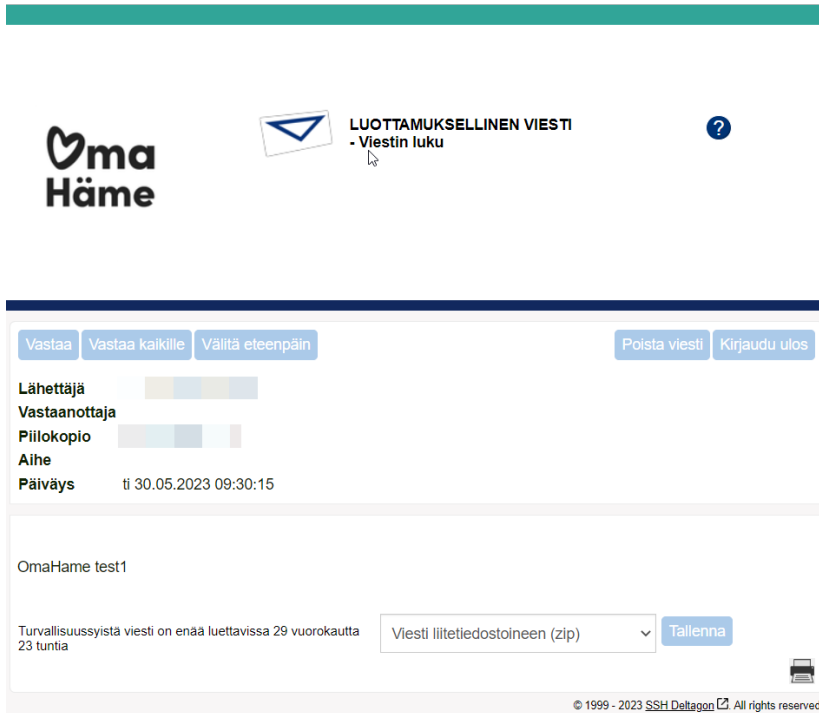 Oma
Häme
LUOTTAMUKSELLINEN VIESTI
- Viestin luku
?
Vastaa Vastaa kaikille Välitä eteenpäin Poista viesti Kirjaudu ulos
Lähettäjä
Vastaanottaja
Piilokopio
Aihe
Päiväys ti 30.05.2023 09:30:15
OmaHame test1
Turvallisuussyistä viesti on enää luettavissa 29 vuorokautta
23 tuntia
Viesti liitetiedostoineen (zip) Tallenna
© 1999 - 2023 SSH Deltagon. All rights reserved